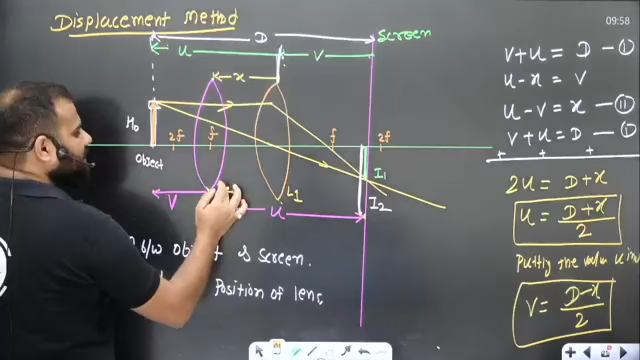 09:58
Displacement Method
D
Screen
u
v
x
H₀
2f
f
f
2f
Object
I₁
I₂
L1
v
u
b/w object & screen.
Position of lens
v+u = D - ①
u-x = v
u-v = x - ⑪
v+u = D - ①
+ + +
2u = D+x
u = D+x/2
Putting the value u in
v = D-x/2